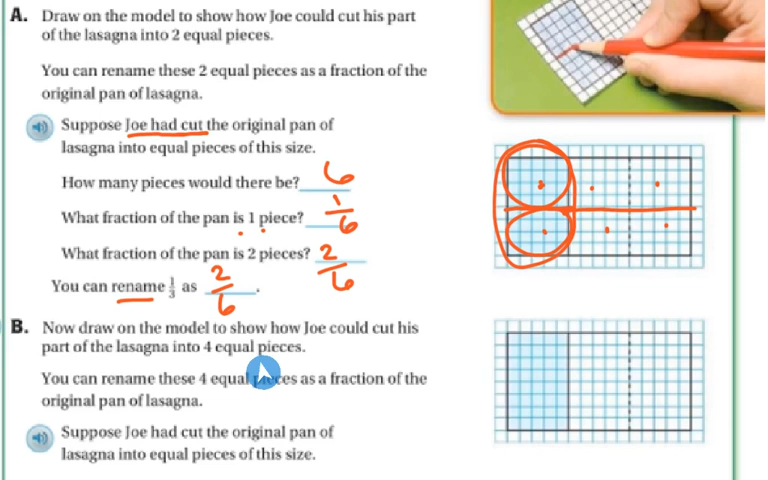 A. Draw on the model to show how Joe could cut his part
of the lasagna into 2 equal pieces.
You can rename these 2 equal pieces as a fraction of the
original pan of lasagna.
Suppose Joe had cut the original pan of
lasagna into equal pieces of this size.
How many pieces would there be? 6
What fraction of the pan is 1 piece? 1/6
What fraction of the pan is 2 pieces? 2/6
You can rename 1/3 as 2/6.
B. Now draw on the model to show how Joe could cut his
part of the lasagna into 4 equal pieces.
You can rename these 4 equal pieces as a fraction of the
original pan of lasagna.
Suppose Joe had cut the original pan of
lasagna into equal pieces of this size.